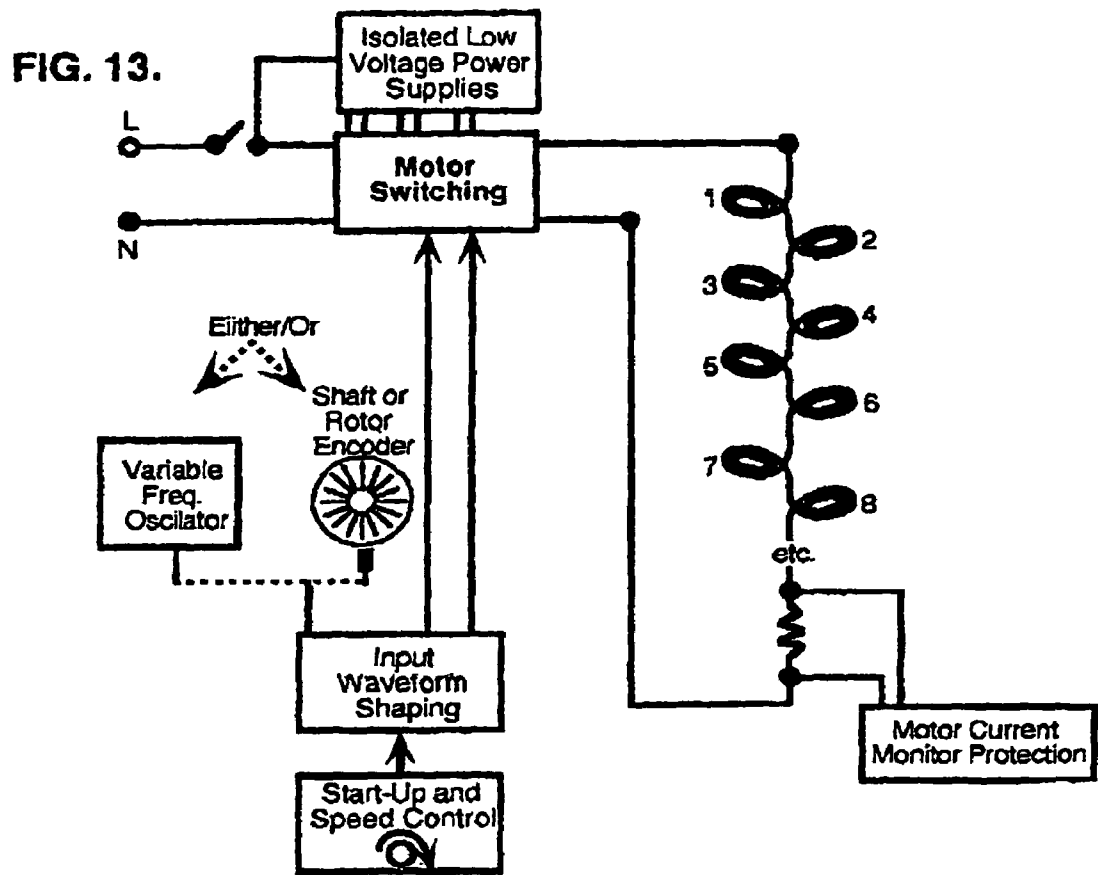 FIG. 13.
Isolated Low
Voltage Power
Supplies
L
N
Motor
Switching
1
2
3
4
5
6
7
8
etc.
Eiither/Or
Shaft or
Rotor
Encoder
Variable
Freq.
Oscilator
Input
Waveform
Shaping
Motor Current
Monitor Protection
Start-Up and
Speed Control